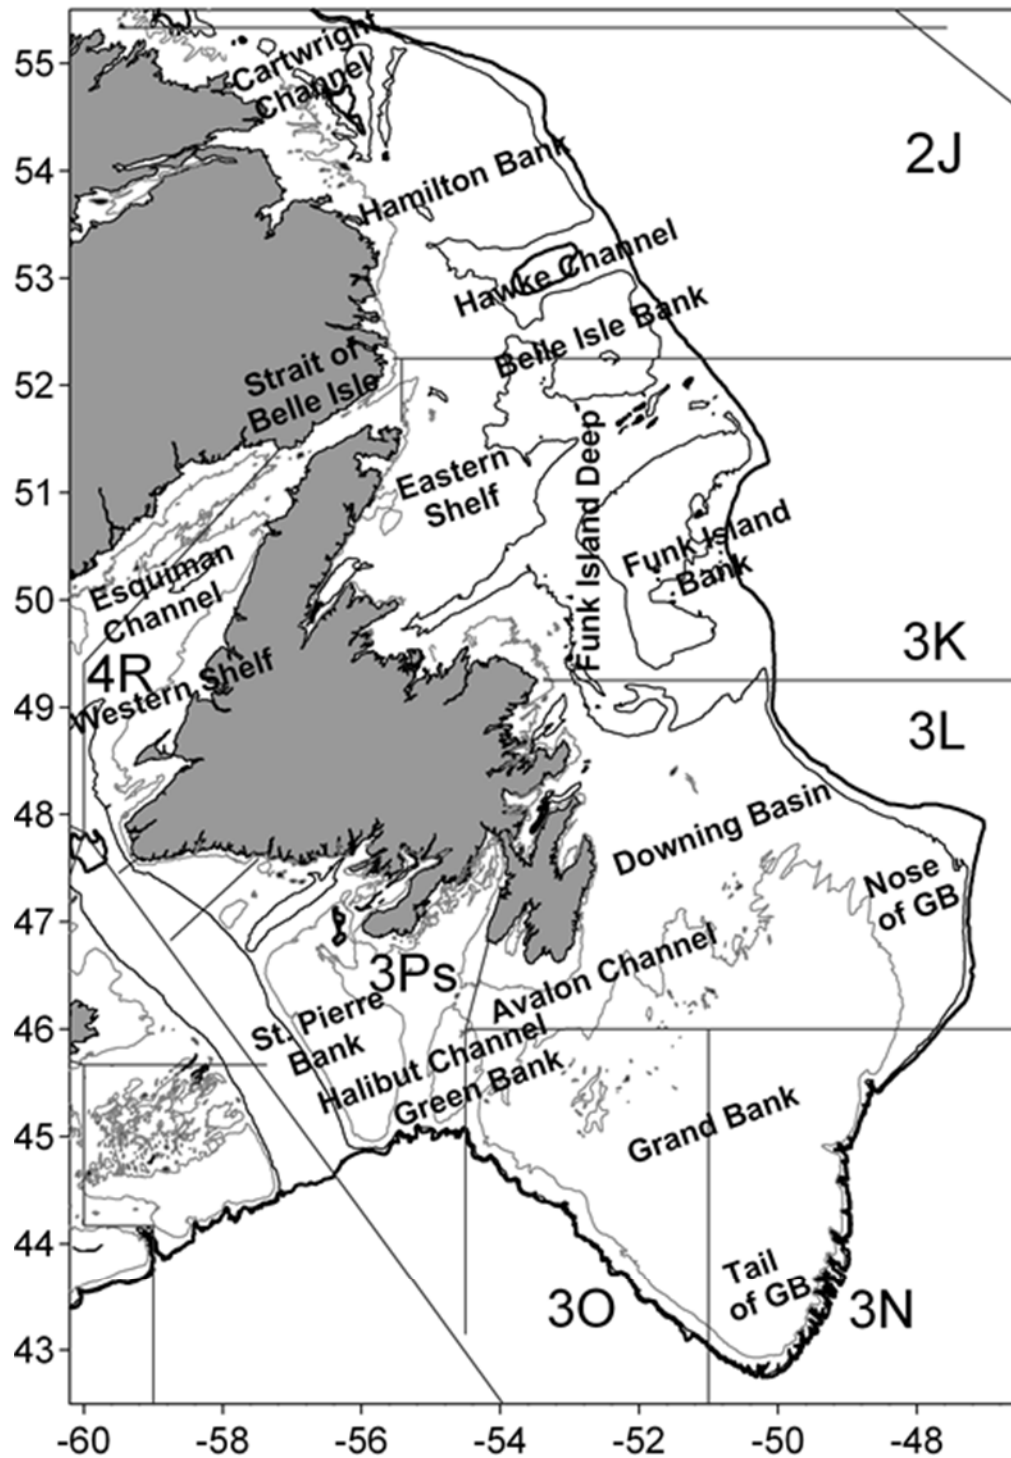 55
Cartwright
Channel
2J
54
Hamilton Bank
53
Hawke Channel
Belle Isle Bank
52
Strait of
Belle Isle
51
Eastern
Shelf
Funk Island Deep
Funk Island
Bank
50
Esquiman
Channel
3K
4R
Western Shelf
49
3L
48
Downing Basin
Nose
of GB
47
3Ps
Avalon Channel
46
St. Pierre
Bank
Halibut Channel
Green Bank
45
Grand Bank
44
Tail
of GB
3O
3N
43
-60
-58
-56
-54
-52
-50
-48